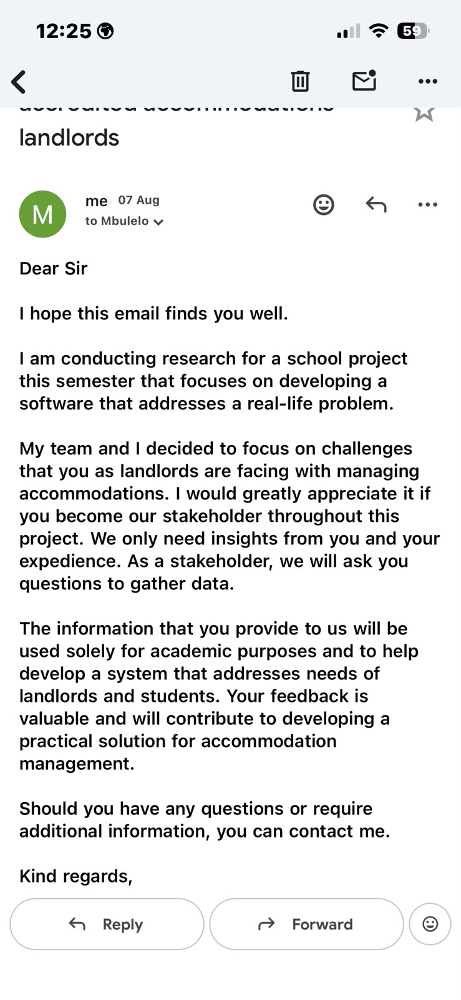 12:25
59
accredited accommodations
landlords
M
me 07 Aug
to Mbulelo
Dear Sir
I hope this email finds you well.
I am conducting research for a school project
this semester that focuses on developing a
software that addresses a real-life problem.
My team and I decided to focus on challenges
that you as landlords are facing with managing
accommodations. I would greatly appreciate it if
you become our stakeholder throughout this
project. We only need insights from you and your
expedience. As a stakeholder, we will ask you
questions to gather data.
The information that you provide to us will be
used solely for academic purposes and to help
develop a system that addresses needs of
landlords and students. Your feedback is
valuable and will contribute to developing a
practical solution for accommodation
management.
Should you have any questions or require
additional information, you can contact me.
Kind regards,
Reply
Forward